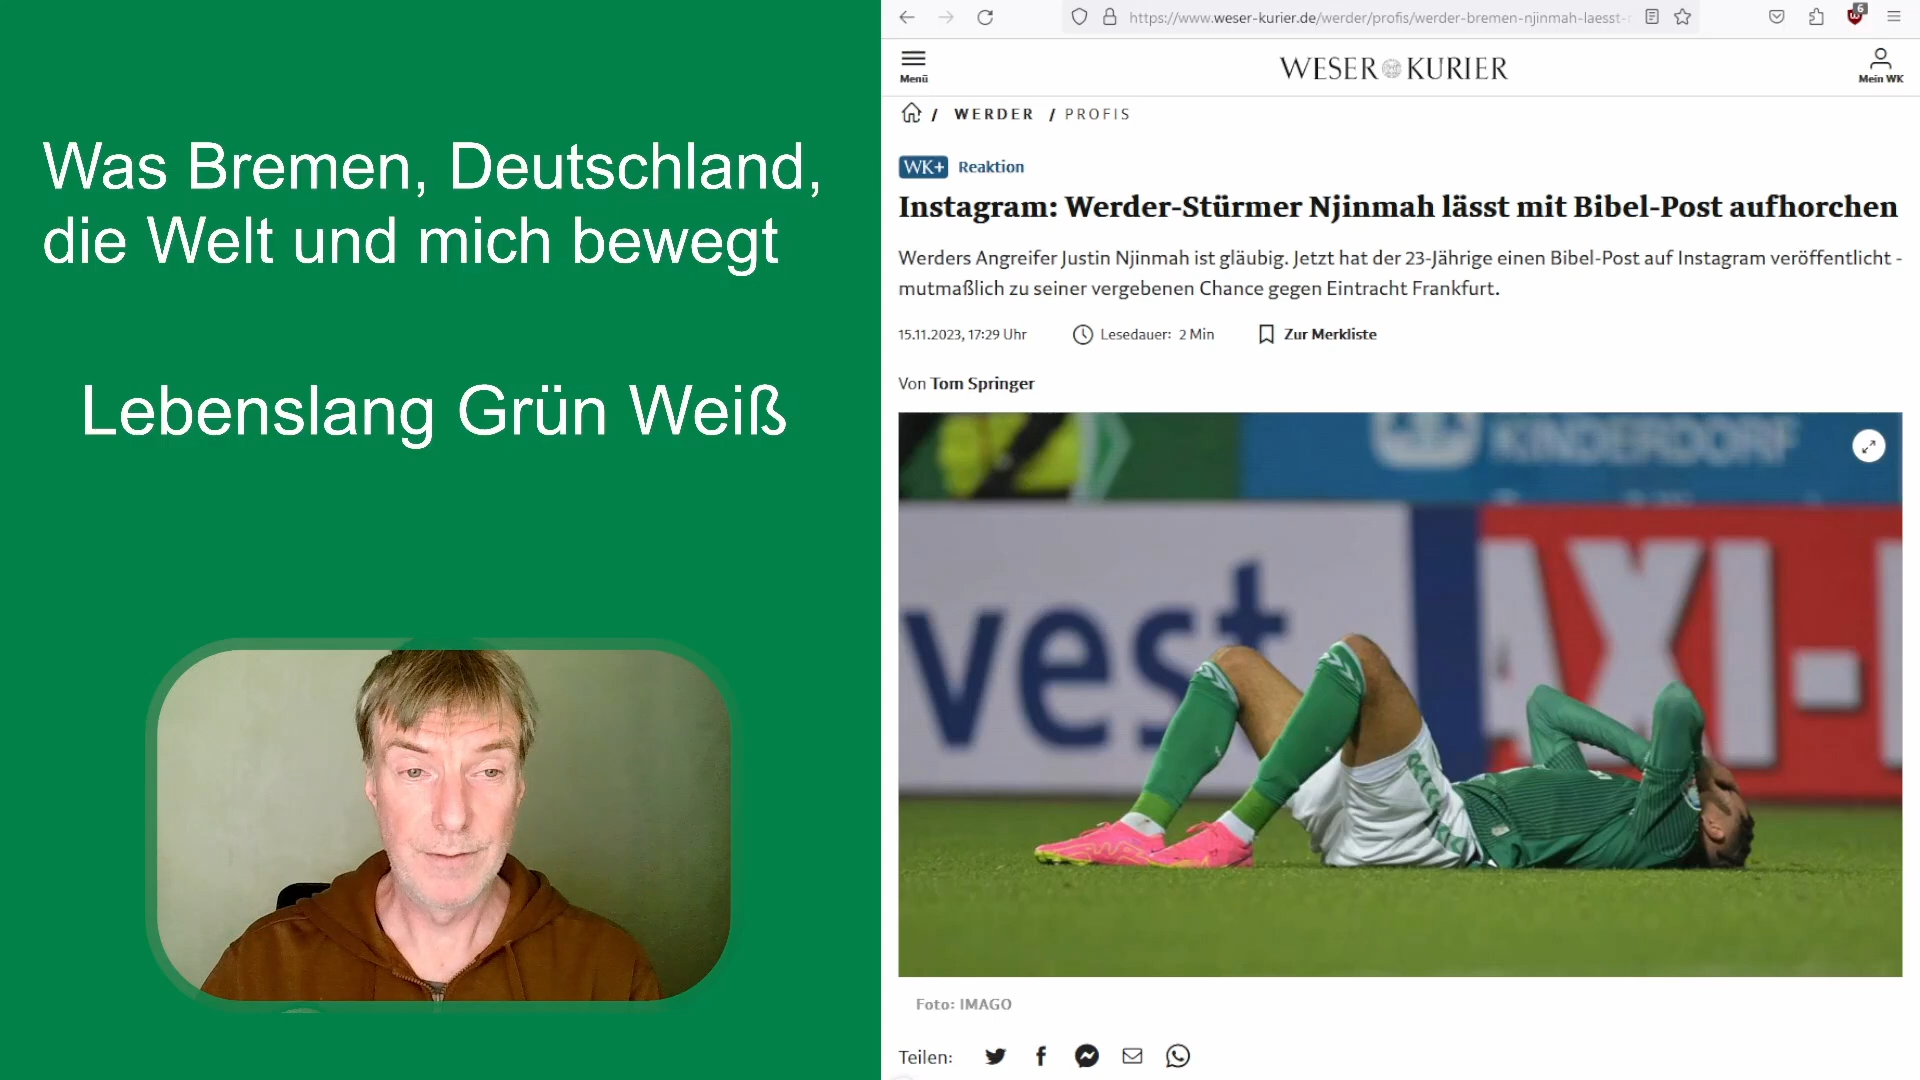 Was Bremen, Deutschland,
die Welt und mich bewegt
Lebenslang Grün Weiß
https://www.weser-kurier.de/werder/profis/werder-bremen-njinmah-laesst-
6
Menü
WESER KURIER
Mein WK
/ WERDER / PROFIS
WK+ Reaktion
Instagram: Werder-Stürmer Njinmah lässt mit Bibel-Post aufhorchen
Werders Angreifer Justin Njinmah ist gläubig. Jetzt hat der 23-Jährige einen Bibel-Post auf Instagram veröffentlicht -
mutmaßlich zu seiner vergebenen Chance gegen Eintracht Frankfurt.
15.11.2023, 17:29 Uhr Lesedauer: 2 Min Zur Merkliste
Von Tom Springer
KINDERDORF
vest
AXI-
Foto: IMAGO
Teilen: